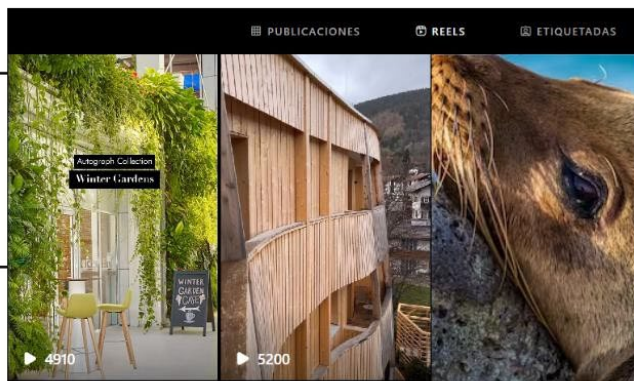 PUBLICACIONES
REELS
ETIQUETADAS
Autograph Collection
Winter Gardens
WINTER
GARDEN
CAFE
4910
5200